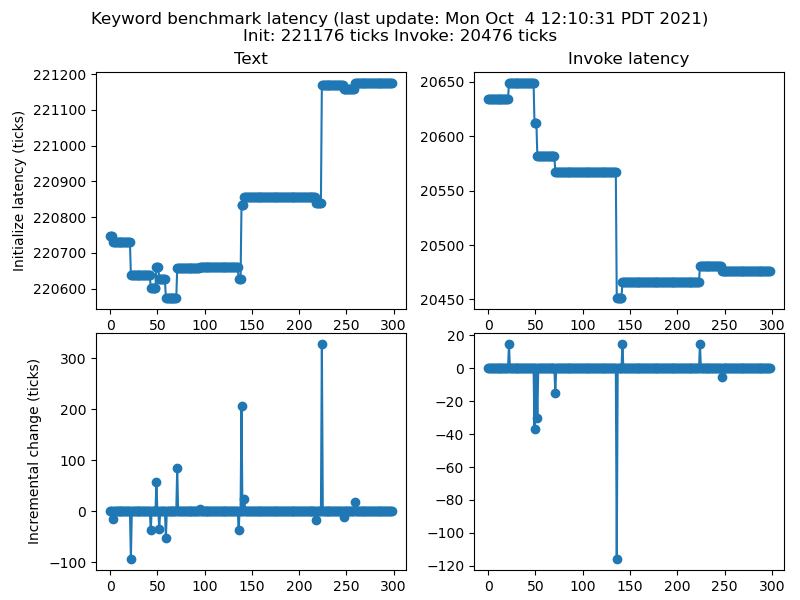 Keyword benchmark latency (last update: Mon Oct  4 12:10:31 PDT 2021)
Init: 221176 ticks Invoke: 20476 ticks
Text
Initialize latency (ticks)
221200
221100
221000
220900
220800
220700
220600
0 50 100 150 200 250 300
Invoke latency
20650
20600
20550
20500
20450
0 50 100 150 200 250 300
Incremental change (ticks)
300
200
100
0
−100
0 50 100 150 200 250 300
20
0
−20
−40
−60
−80
−100
−120
0 50 100 150 200 250 300